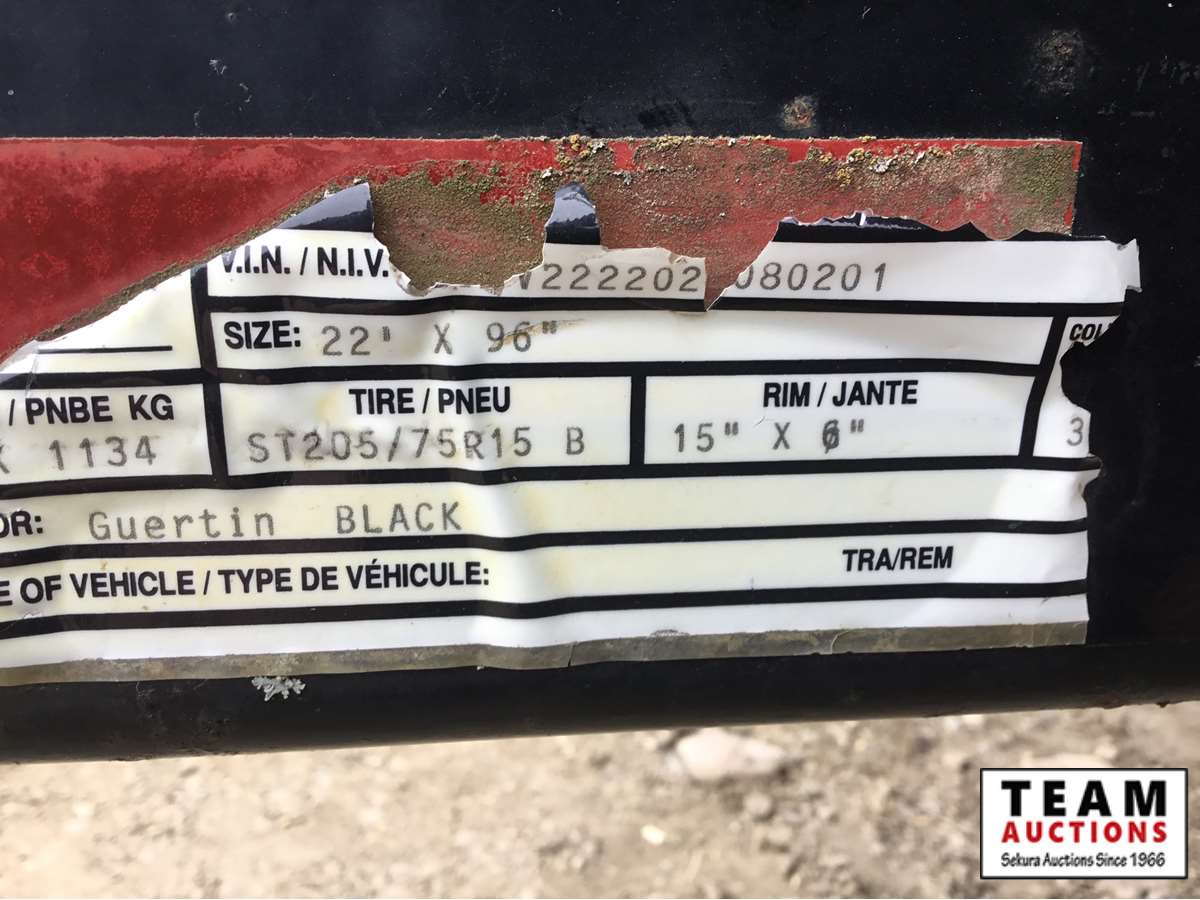 V.I.N. / N.I.V. V222202 080201
SIZE: 22' X 96"
/ PNBE KG TIRE / PNEU RIM / JANTE
1134 ST205/75R15 B 15" X 6" 3
OR: Guertin BLACK
E OF VEHICLE / TYPE DE VÉHICULE: TRA/REM
TEAM
AUCTIONS
Sekura Auctions Since 1966